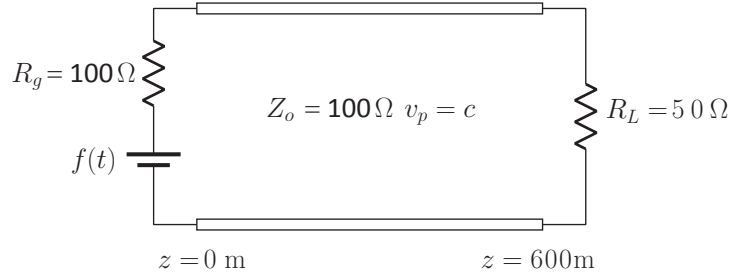 R_g = 100 Ω
Z_o = 100 Ω v_p = c
R_L = 5 0 Ω
f(t)
z = 0 m
z = 600m